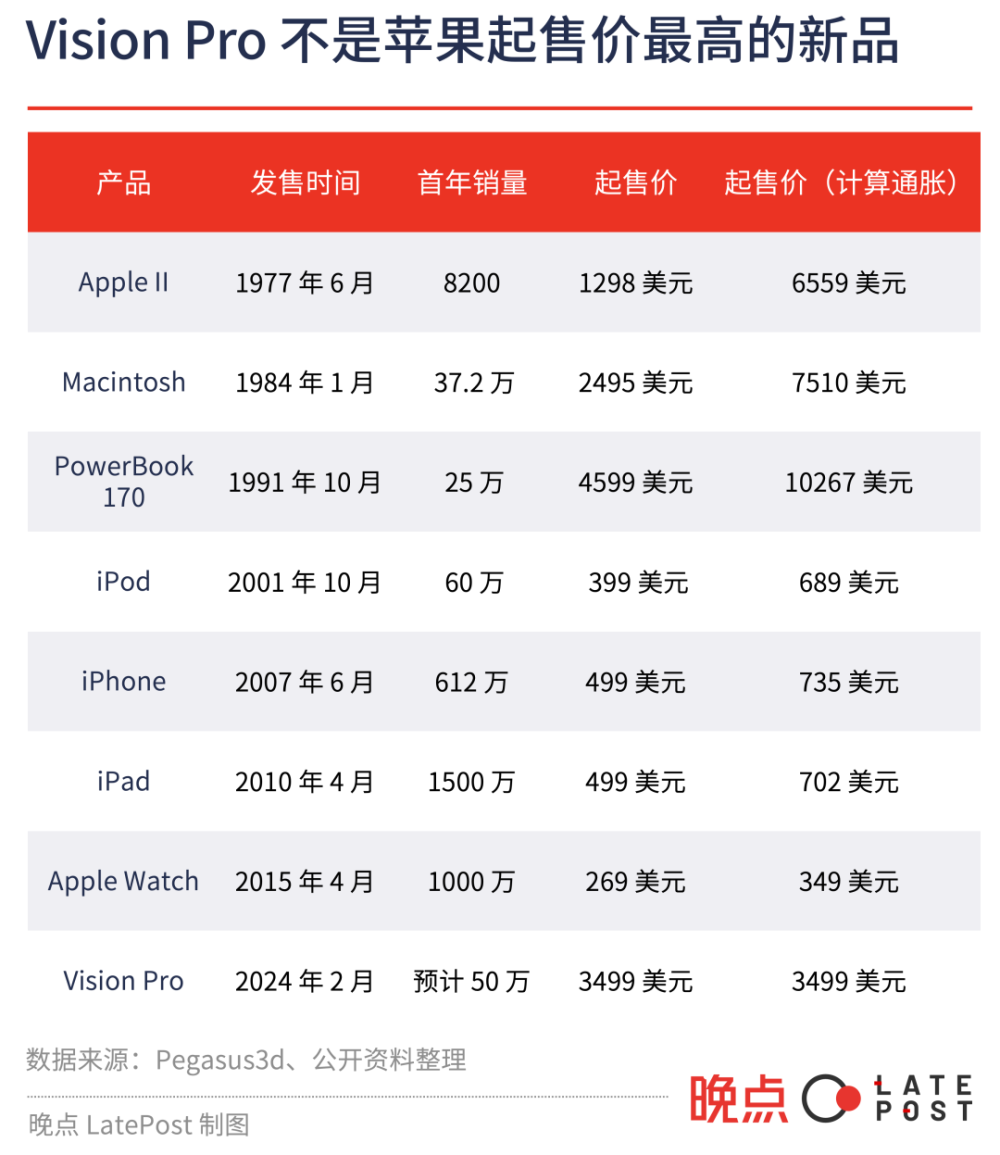 Vision Pro 不是苹果起售价最高的新品
产品 发售时间 首年销量 起售价 起售价（计算通胀）
Apple II 1977 年 6 月 8200 1298 美元 6559 美元
Macintosh 1984 年 1 月 37.2 万 2495 美元 7510 美元
PowerBook
170 1991 年 10 月 25 万 4599 美元 10267 美元
iPod 2001 年 10 月 60 万 399 美元 689 美元
iPhone 2007 年 6 月 612 万 499 美元 735 美元
iPad 2010 年 4 月 1500 万 499 美元 702 美元
Apple Watch 2015 年 4 月 1000 万 269 美元 349 美元
Vision Pro 2024 年 2 月 预计 50 万 3499 美元 3499 美元
数据来源：Pegasus3d、公开资料整理
晚点 LatePost 制图
晚点 LATE
POST